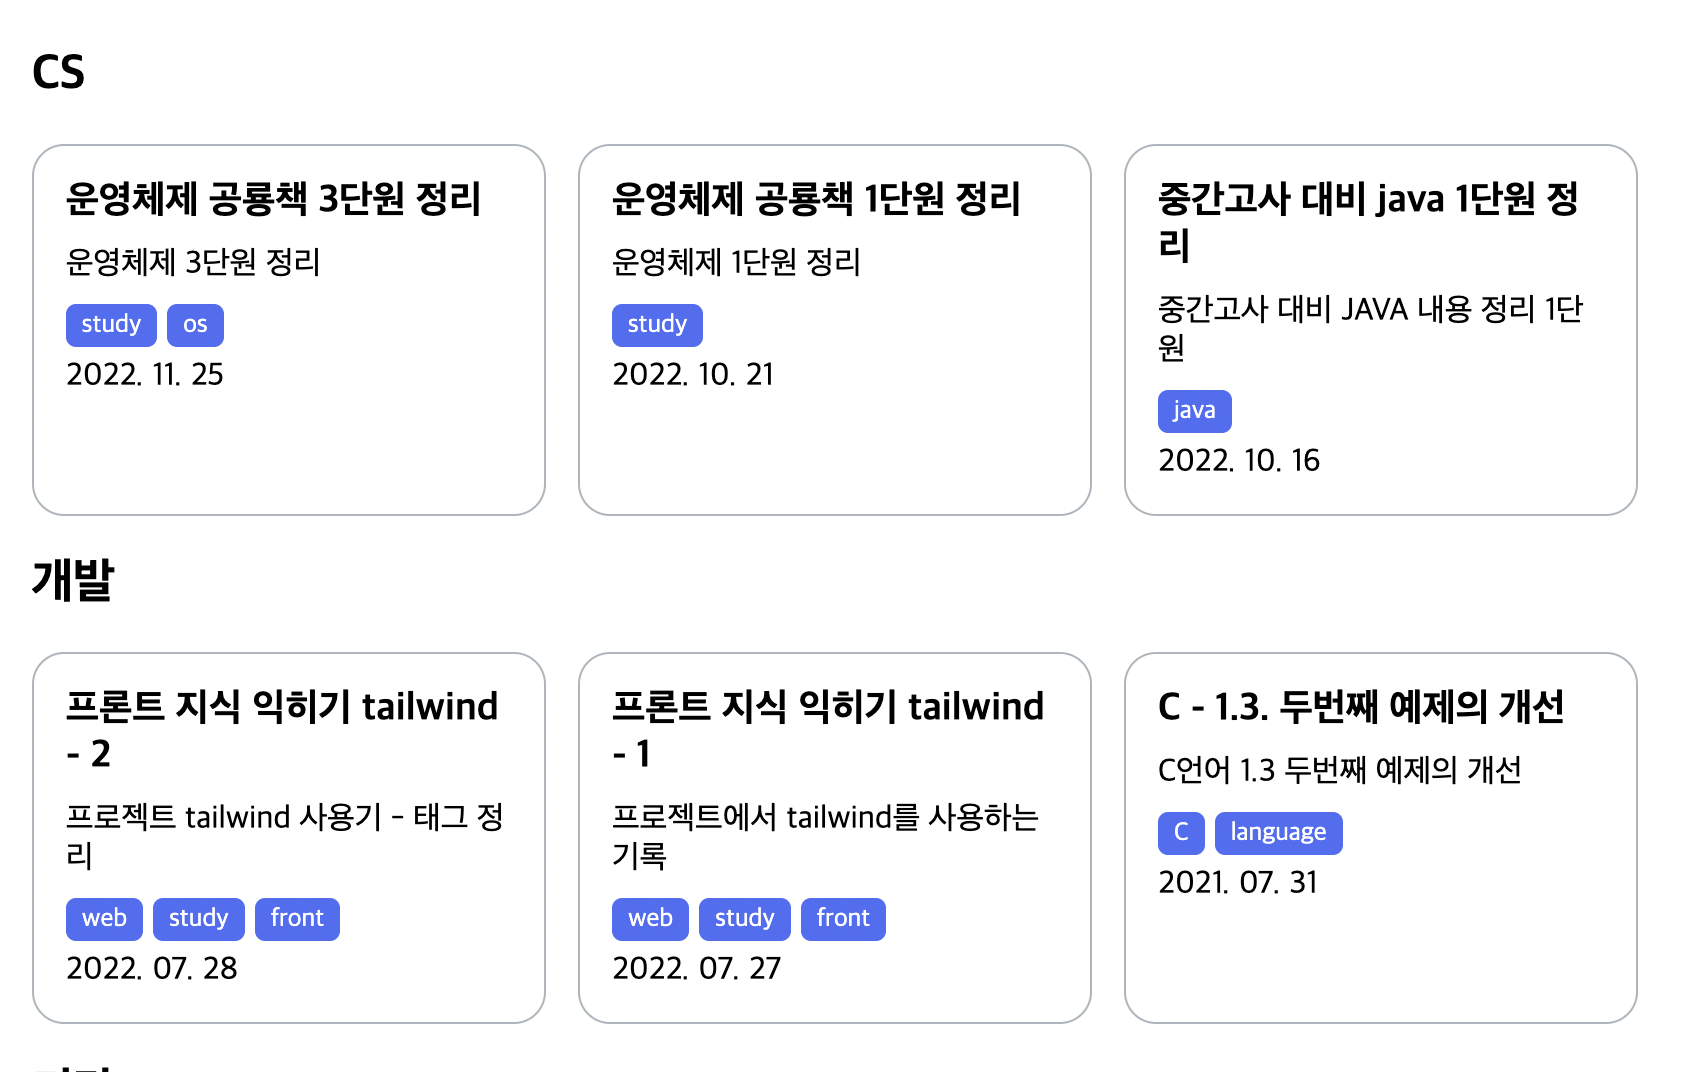 CS
운영체제 공룡책 3단원 정리
운영체제 3단원 정리
study os
2022. 11. 25
운영체제 공룡책 1단원 정리
운영체제 1단원 정리
study
2022. 10. 21
중간고사 대비 java 1단원 정
리
중간고사 대비 JAVA 내용 정리 1단
원
java
2022. 10. 16
개발
프론트 지식 익히기 tailwind
- 2
프로젝트 tailwind 사용기 - 태그 정
리
web study front
2022. 07. 28
프론트 지식 익히기 tailwind
- 1
프로젝트에서 tailwind를 사용하는
기록
web study front
2022. 07. 27
C - 1.3. 두번째 예제의 개선
C언어 1.3 두번째 예제의 개선
C language
2021. 07. 31